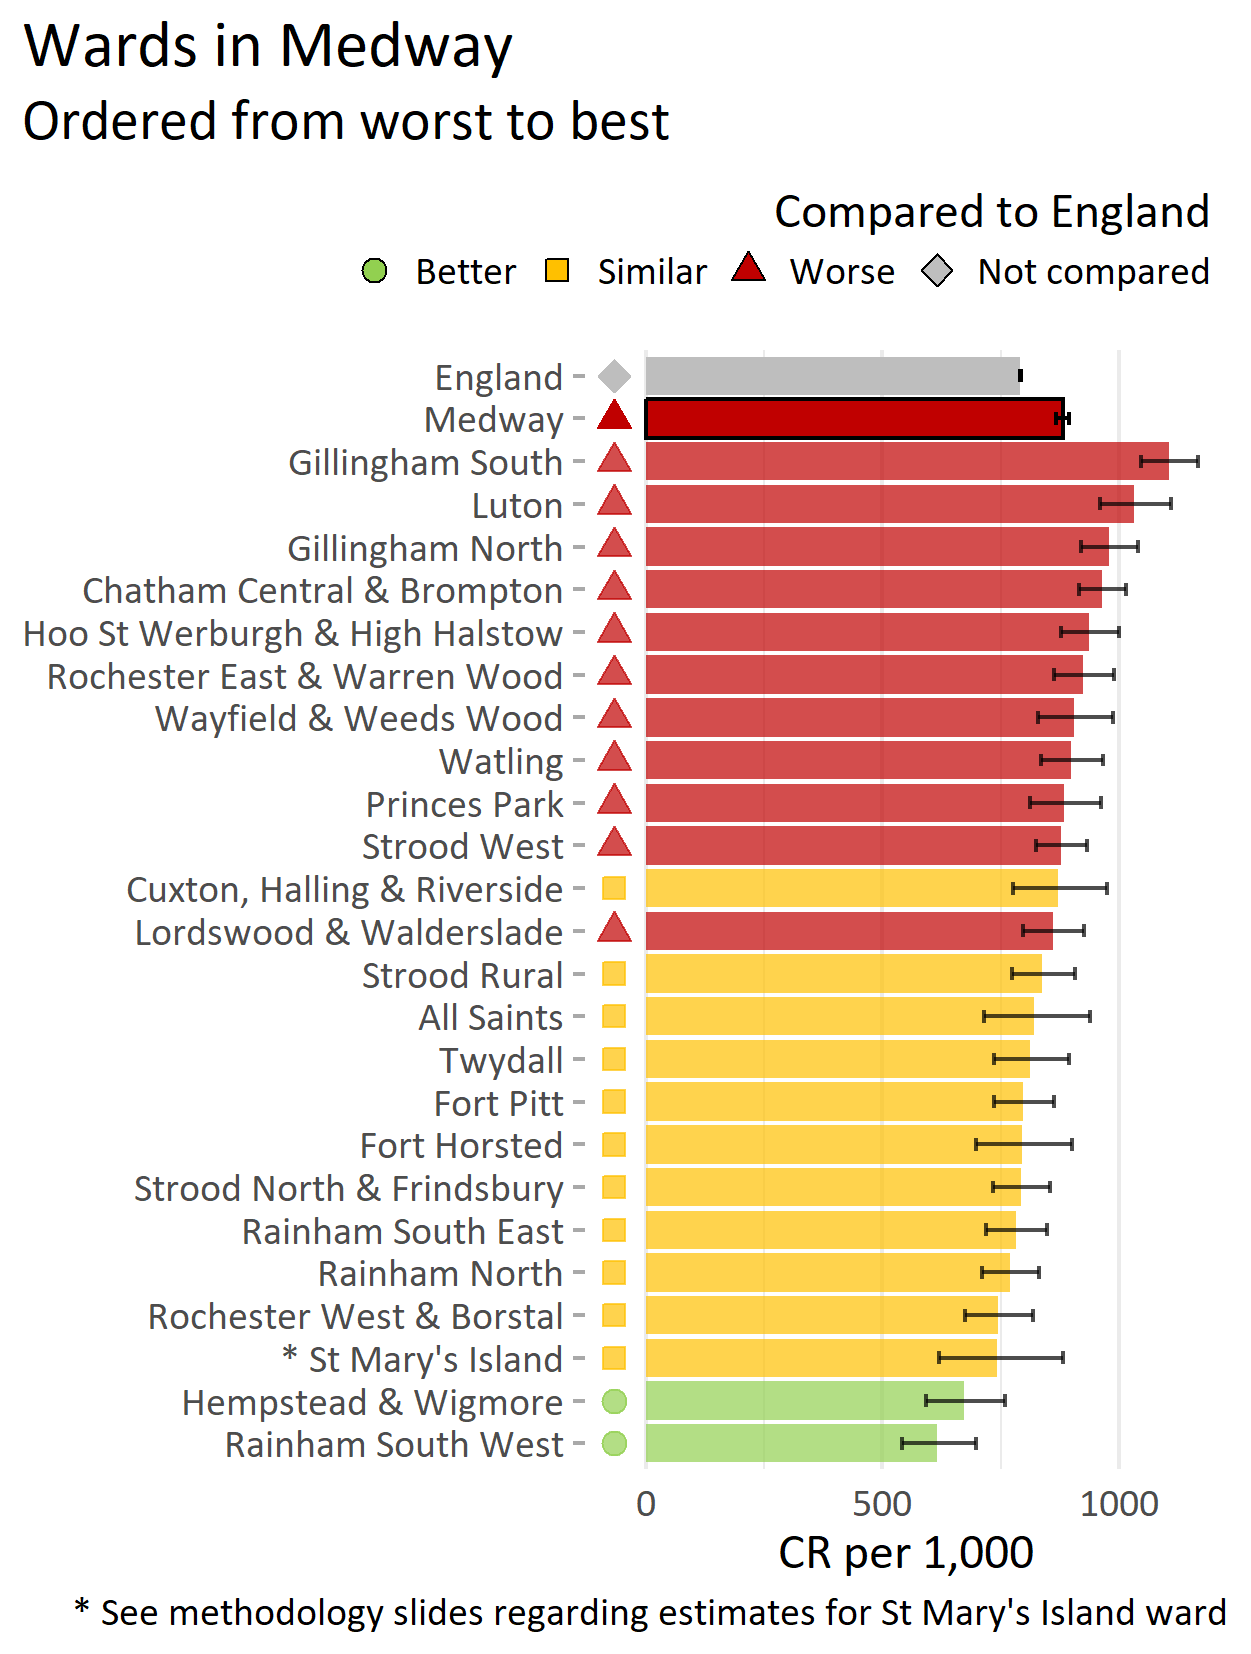 Wards in Medway
Ordered from worst to best
Compared to England
Better Similar Worse Not compared
England
Medway
Gillingham South
Luton
Gillingham North
Chatham Central & Brompton
Hoo St Werburgh & High Halstow
Rochester East & Warren Wood
Wayfield & Weeds Wood
Watling
Princes Park
Strood West
Cuxton, Halling & Riverside
Lordswood & Walderslade
Strood Rural
All Saints
Twydall
Fort Pitt
Fort Horsted
Strood North & Frindsbury
Rainham South East
Rainham North
Rochester West & Borstal
* St Mary's Island
Hempstead & Wigmore
Rainham South West
0 500 1000
CR per 1,000
* See methodology slides regarding estimates for St Mary's Island ward